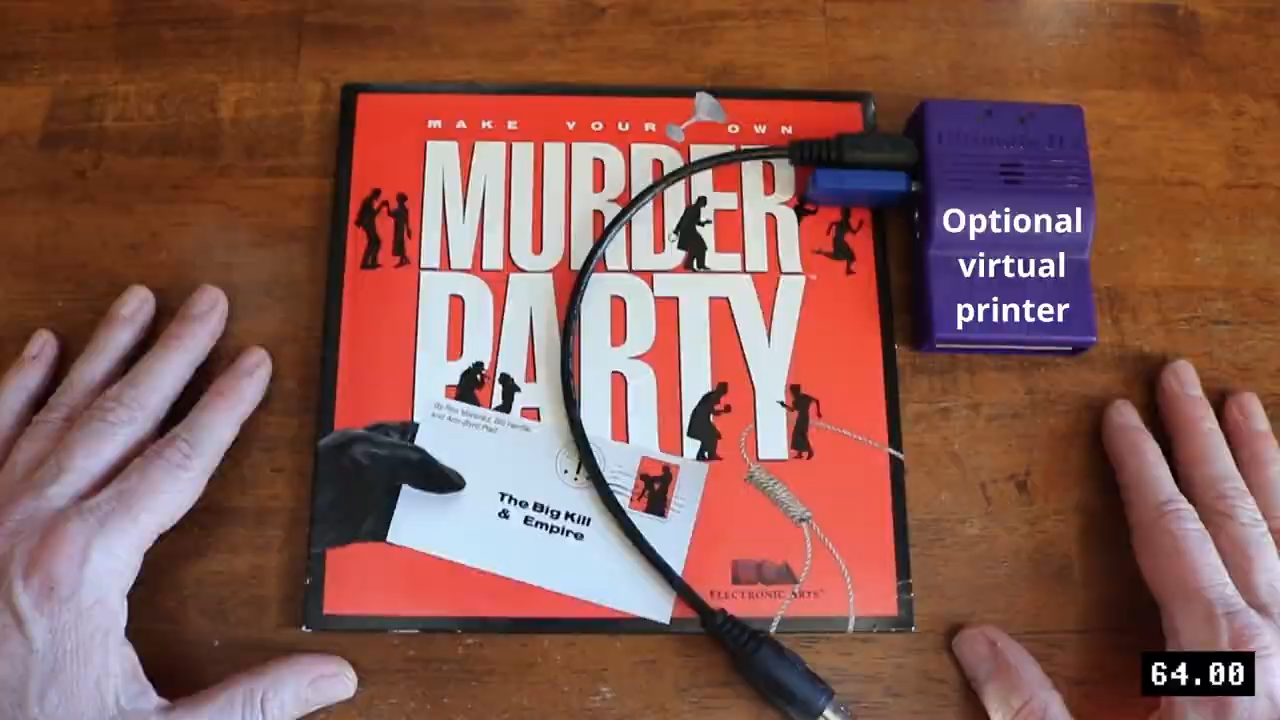 MAKE YOUR OWN
MURDER
PARTY
The Big Kill
& Empire
ELECTRONIC ARTS
Optional
virtual
printer
64.00